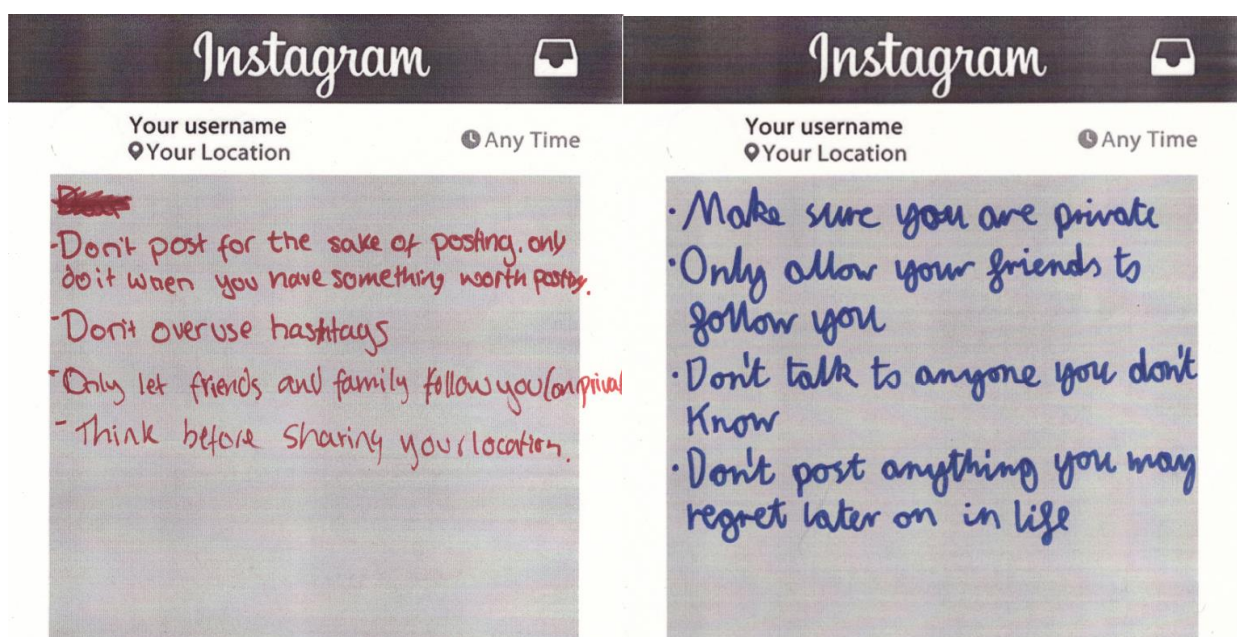 Instagram
Your username
Your Location
Any Time
-Don't post for the sake of posting. only
do it when you have something worth posting.
-Don't overuse hashtags
-Only let friends and family follow you (on privat
-Think before sharing your location.
Instagram
Your username
Your Location
Any Time
·Make sure you are private
·Only allow your friends to
follow you
·Don't talk to anyone you don't
Know
·Don't post anything you may
regret later on in life